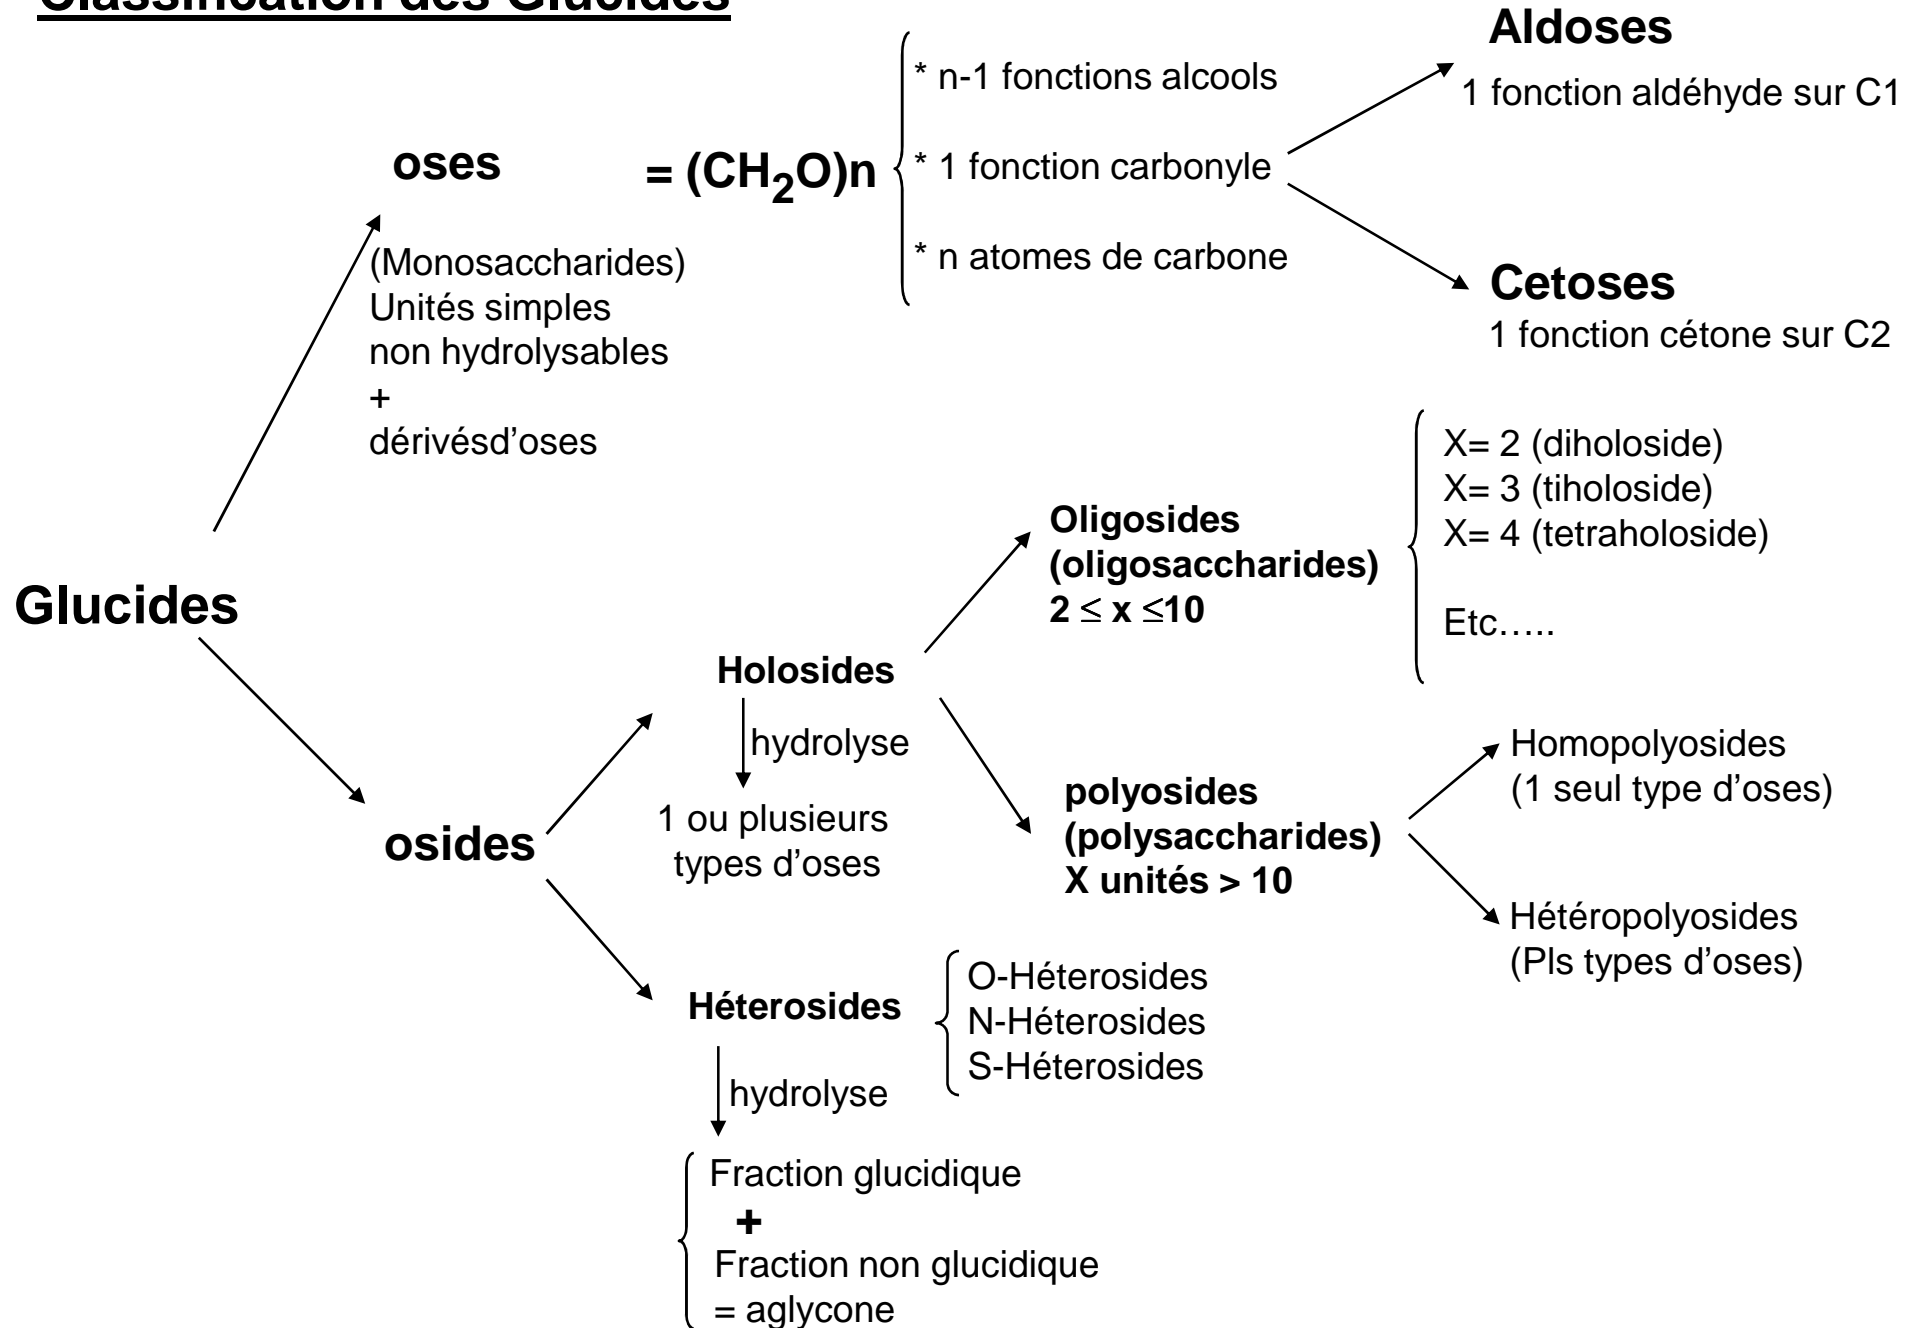 Classification des Glucides
Aldoses
1 fonction aldéhyde sur C1
* n-1 fonctions alcools
oses
= (CH₂O)n
* 1 fonction carbonyle
* n atomes de carbone
(Monosaccharides)
Unités simples
non hydrolysables
+
dérivésd’oses
Cetoses
1 fonction cétone sur C2
X= 2 (diholoside)
X= 3 (tiholoside)
X= 4 (tetraholoside)
Etc…..
Oligosides
(oligosaccharides)
2 ≤ x ≤10
Glucides
Holosides
hydrolyse
1 ou plusieurs
types d’oses
osides
polyosides
(polysaccharides)
X unités > 10
Homopolyosides
(1 seul type d’oses)
Hétéropolyosides
(Pls types d’oses)
Héterosides
O-Héterosides
N-Héterosides
S-Héterosides
hydrolyse
Fraction glucidique
+
Fraction non glucidique
= aglycone